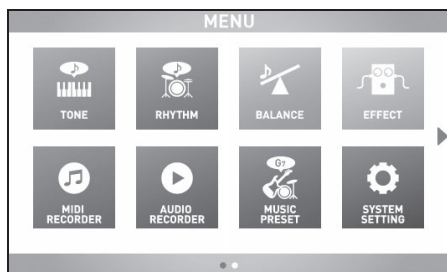 MENU
TONE
RHYTHM
BALANCE
EFFECT
MIDI
RECORDER
AUDIO
RECORDER
G7
MUSIC
PRESET
SYSTEM
SETTING